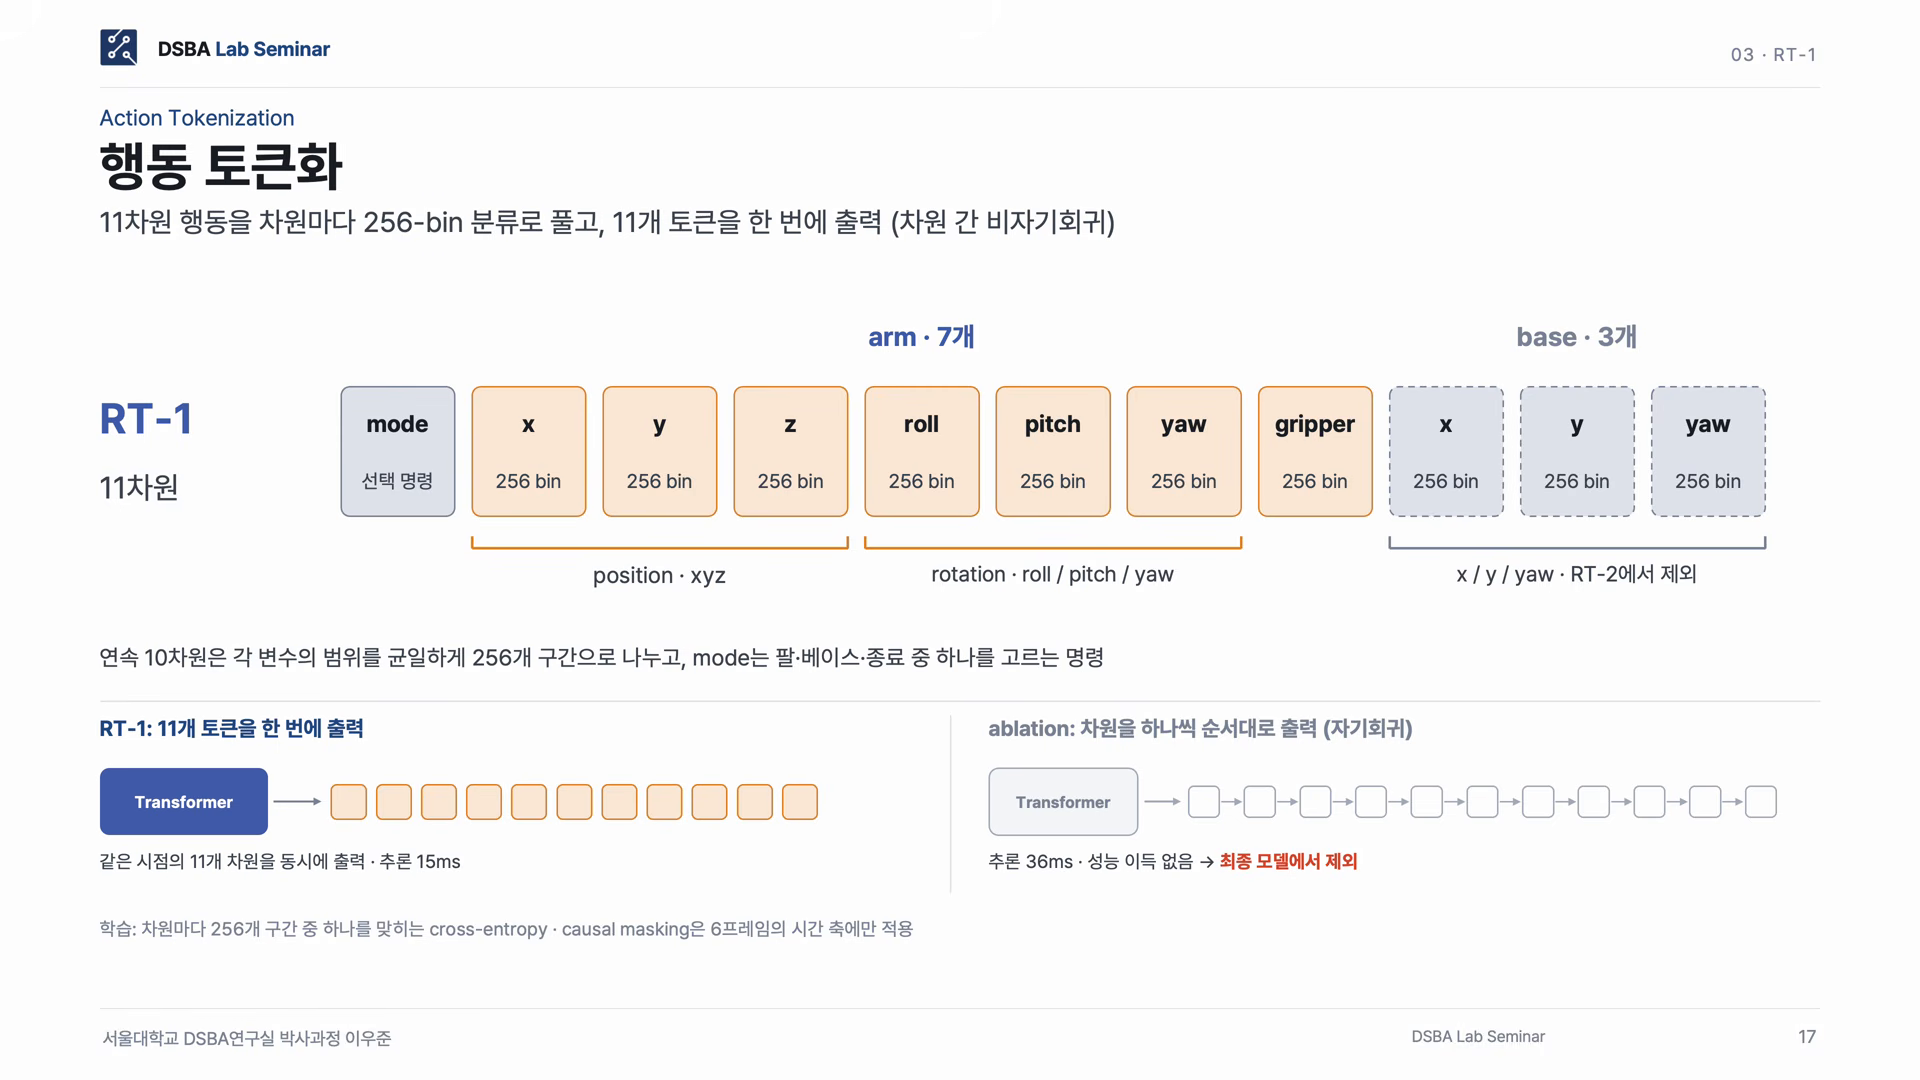 DSBA Lab Seminar
03 · RT-1
Action Tokenization
행동 토큰화
11차원 행동을 차원마다 256-bin 분류로 풀고, 11개 토큰을 한 번에 출력 (차원 간 비자기회귀)
arm · 7개
base · 3개
RT-1
11차원
mode
선택 명령
x
256 bin
y
256 bin
z
256 bin
roll
256 bin
pitch
256 bin
yaw
256 bin
gripper
256 bin
x
256 bin
y
256 bin
yaw
256 bin
position · xyz
rotation · roll / pitch / yaw
x / y / yaw · RT-2에서 제외
연속 10차원은 각 변수의 범위를 균일하게 256개 구간으로 나누고, mode는 팔·베이스·종료 중 하나를 고르는 명령
RT-1: 11개 토큰을 한 번에 출력
Transformer
같은 시점의 11개 차원을 동시에 출력 · 추론 15ms
ablation: 차원을 하나씩 순서대로 출력 (자기회귀)
Transformer
추론 36ms · 성능 이득 없음 → 최종 모델에서 제외
학습: 차원마다 256개 구간 중 하나를 맞히는 cross-entropy · causal masking은 6프레임의 시간 축에만 적용
서울대학교 DSBA연구실 박사과정 이우준
DSBA Lab Seminar
17